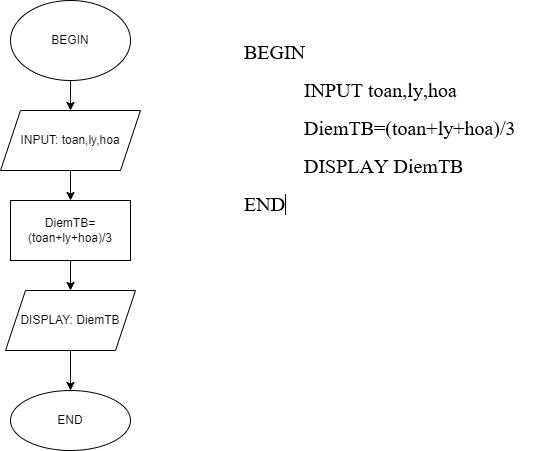 BEGIN
INPUT: toan,ly,hoa
DiemTB=
(toan+ly+hoa)/3
DISPLAY: DiemTB
END
BEGIN
INPUT toan,ly,hoa
DiemTB=(toan+ly+hoa)/3
DISPLAY DiemTB
END